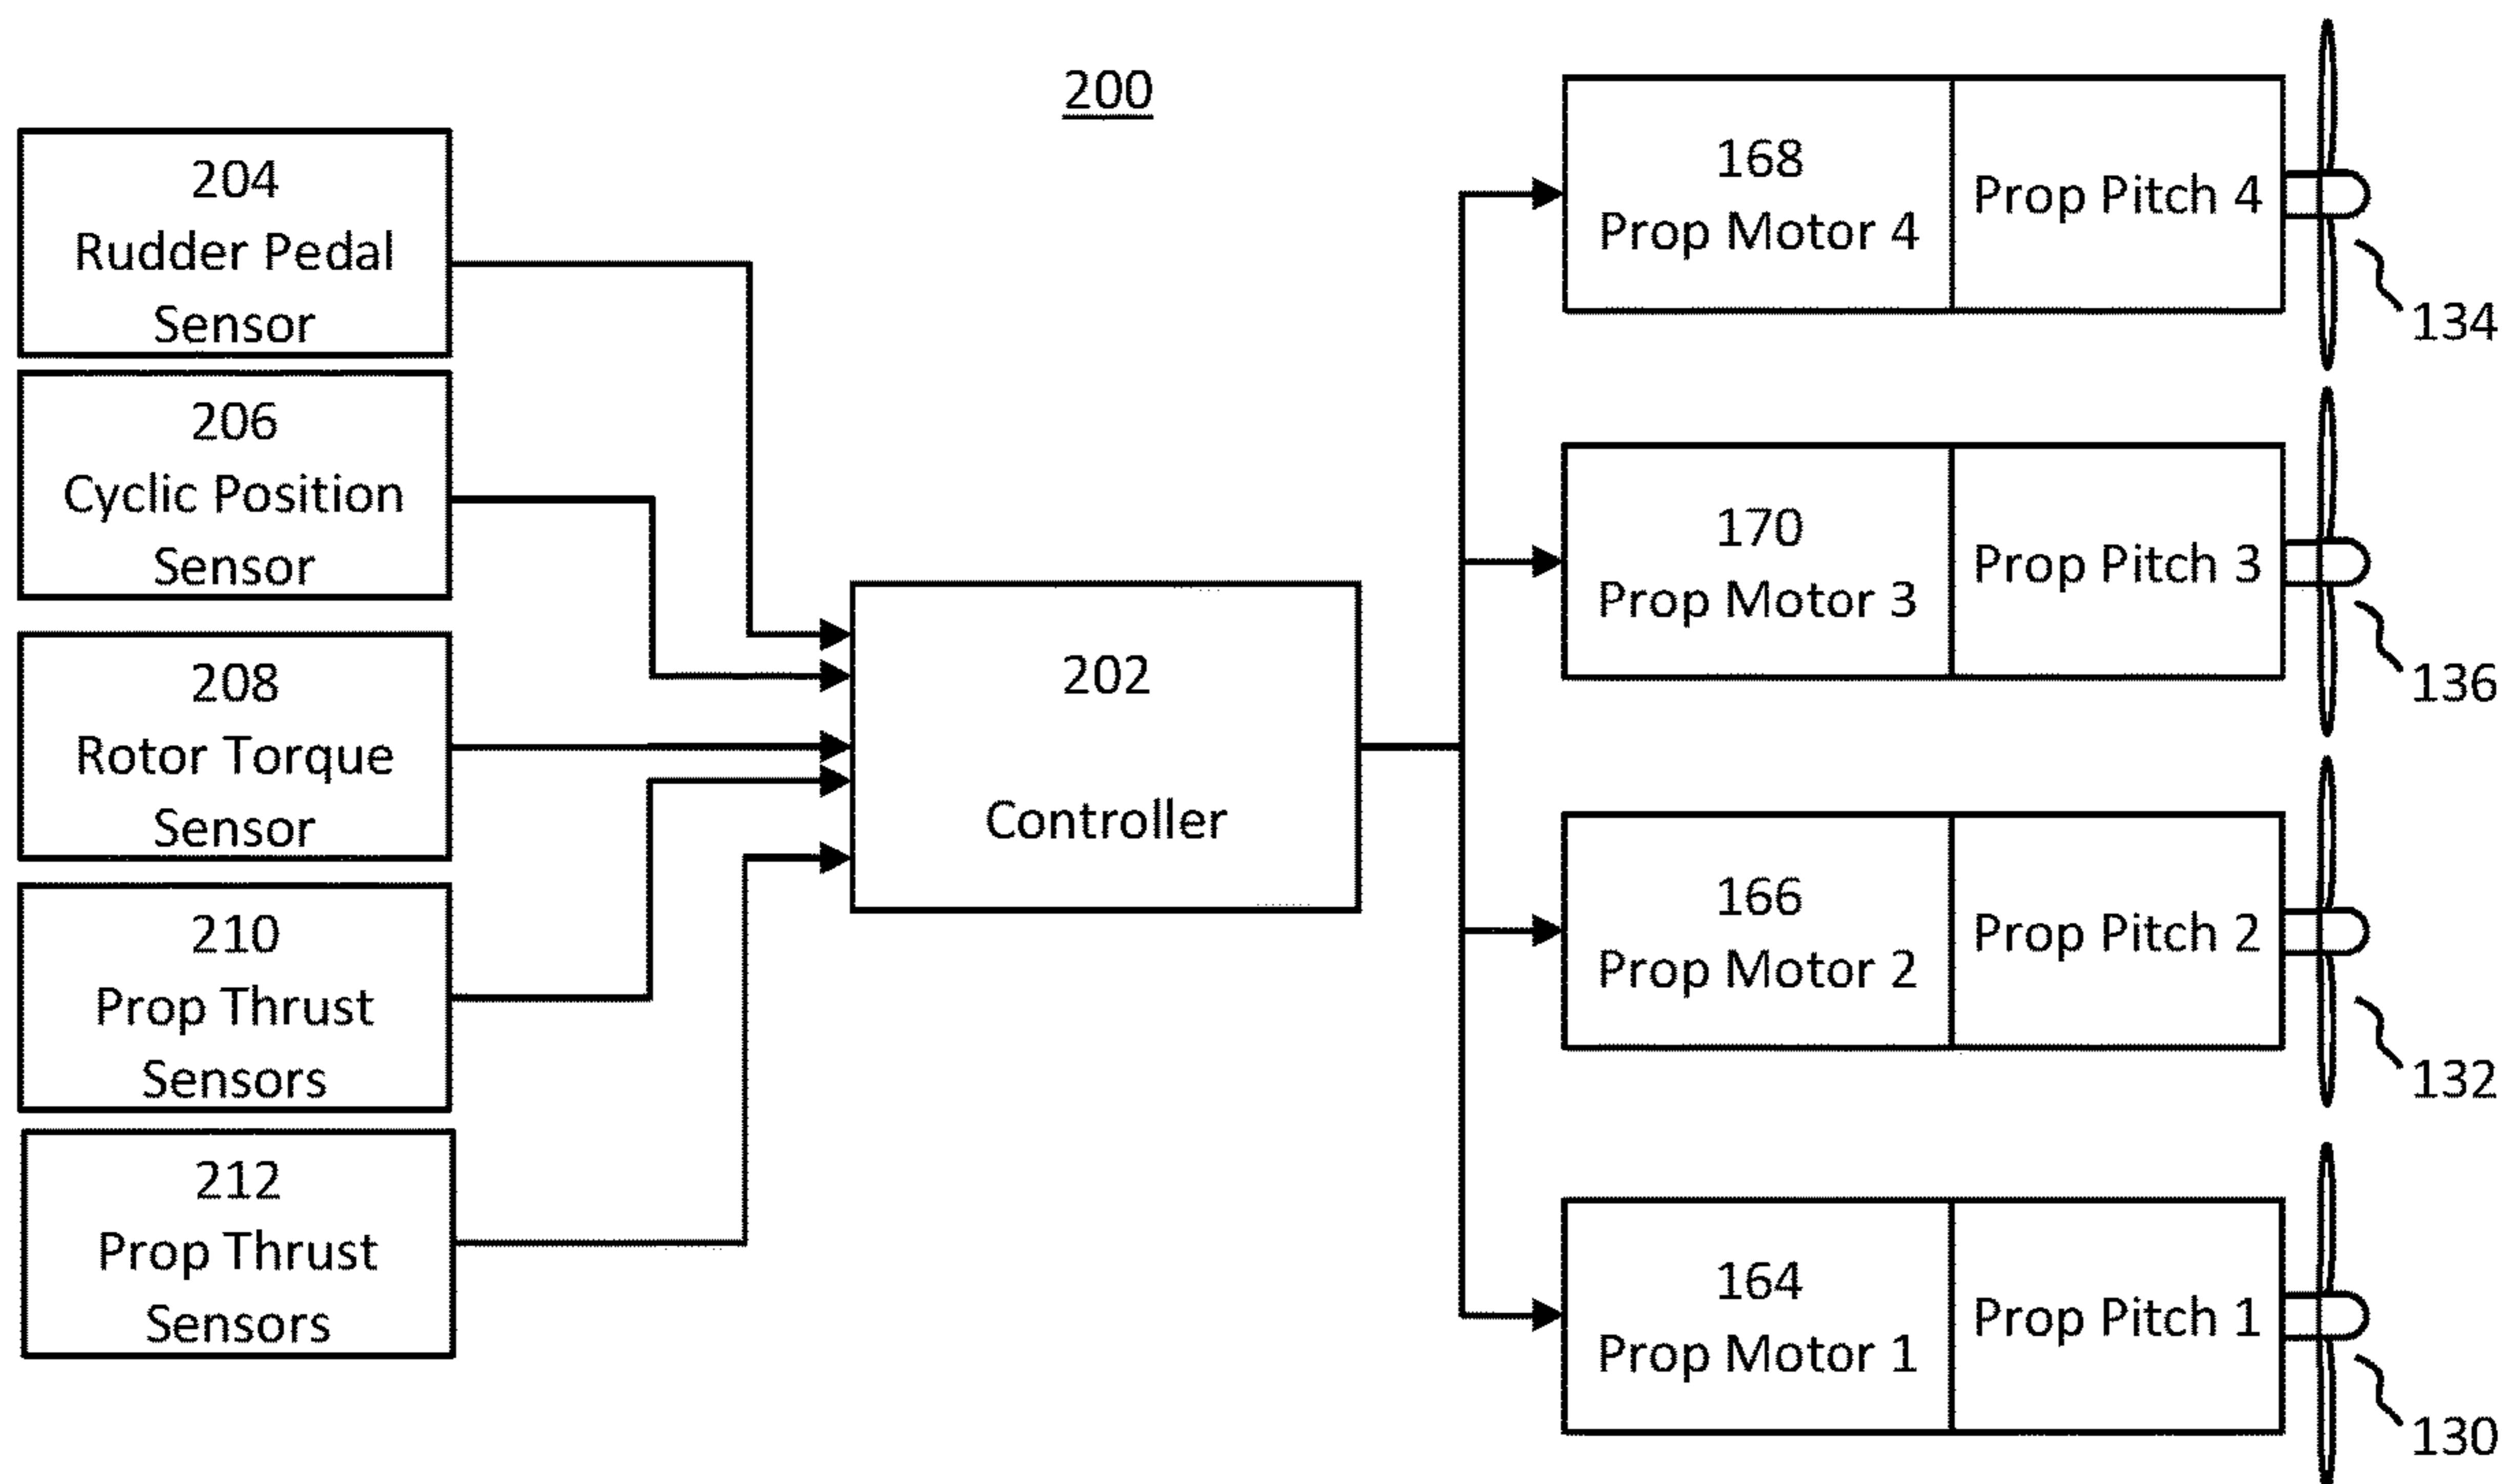 200
204
Rudder Pedal
Sensor
206
Cyclic Position
Sensor
208
Rotor Torque
Sensor
210
Prop Thrust
Sensors
212
Prop Thrust
Sensors
202
Controller
168
Prop Motor 4
Prop Pitch 4
134
170
Prop Motor 3
Prop Pitch 3
136
166
Prop Motor 2
Prop Pitch 2
132
164
Prop Motor 1
Prop Pitch 1
130